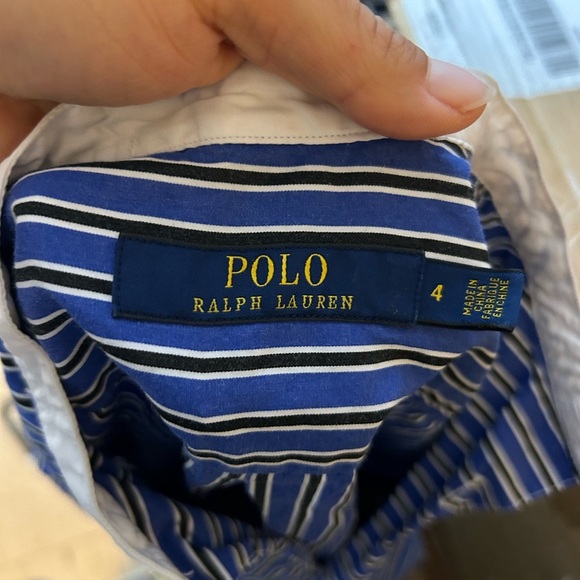 POLO
RALPH LAUREN
4
MADE IN
CHINA
FABRIQUÉ
EN CHINE